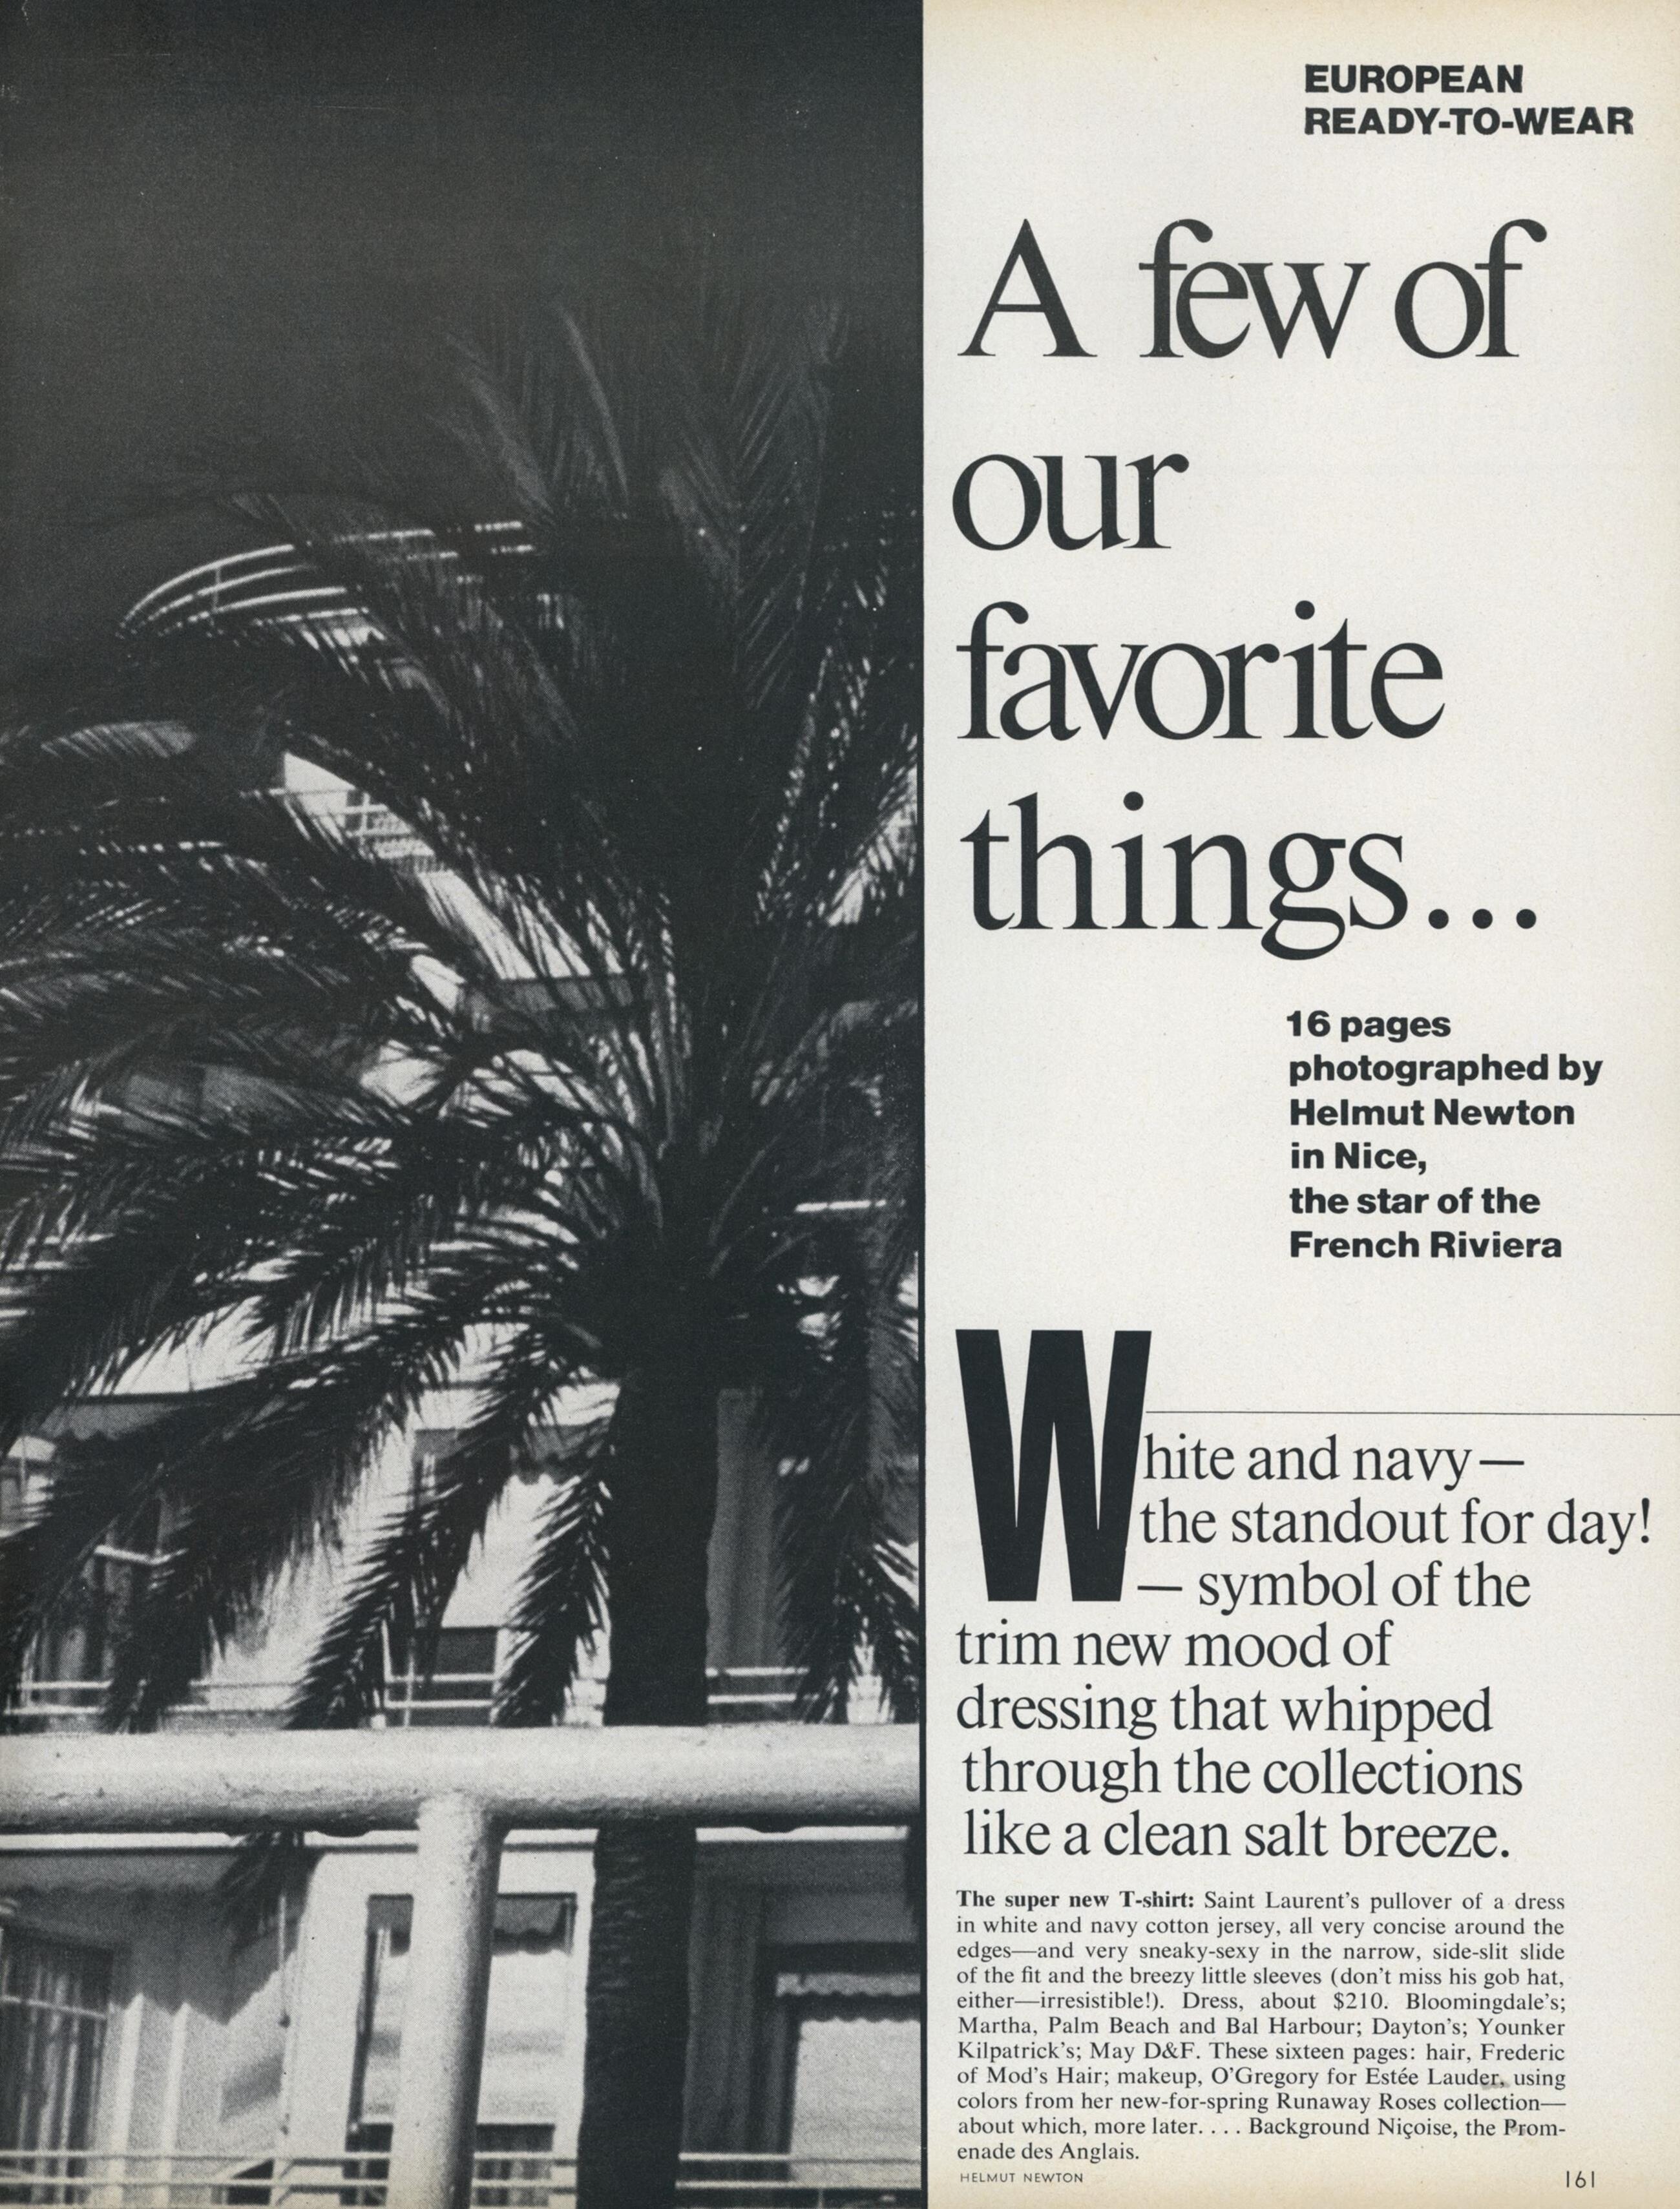 EUROPEAN
READY-TO-WEAR
A few of
our
favorite
things...
16 pages
photographed by
Helmut Newton
in Nice,
the star of the
French Riviera
White and navy—
the standout for day!
— symbol of the
trim new mood of
dressing that whipped
through the collections
like a clean salt breeze.
The super new T-shirt: Saint Laurent's pullover of a dress
in white and navy cotton jersey, all very concise around the
edges—and very sneaky-sexy in the narrow, side-slit slide
of the fit and the breezy little sleeves (don't miss his gob hat,
either—irresistible!). Dress, about $210. Bloomingdale's;
Martha, Palm Beach and Bal Harbour; Dayton's; Younker
Kilpatrick's; May D&F. These sixteen pages: hair, Frederic
of Mod's Hair; makeup, O'Gregory for Estée Lauder, using
colors from her new-for-spring Runaway Roses collection—
about which, more later. . . . Background Niçoise, the Prom-
enade des Anglais.
HELMUT NEWTON
161